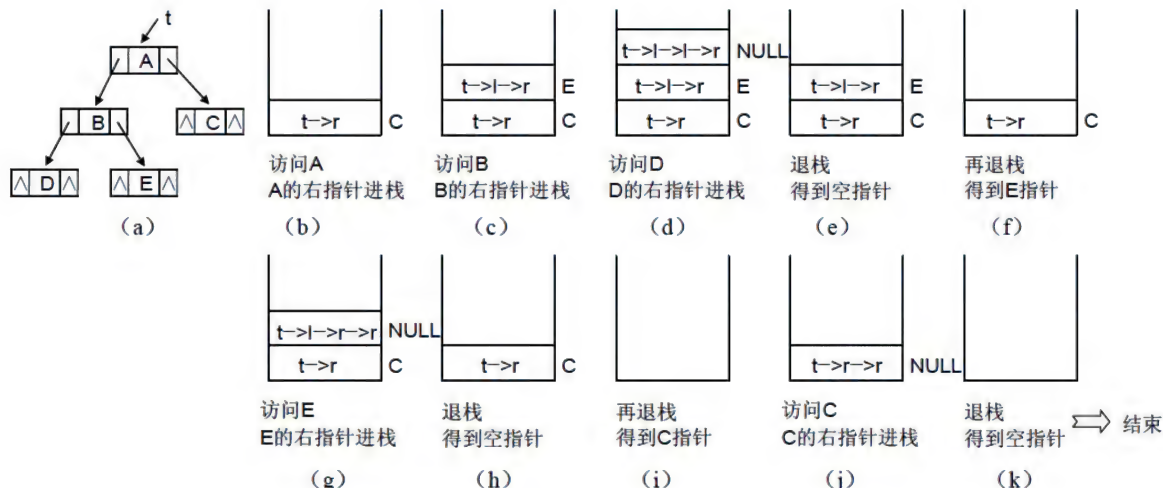 t
A
B
∧ C ∧
∧ D ∧
∧ E ∧
(a)
t->r C
访问A
A的右指针进栈
(b)
t->l->r E
t->r C
访问B
B的右指针进栈
(c)
t->l->l->r NULL
t->l->r E
t->r C
访问D
D的右指针进栈
(d)
t->l->r E
t->r C
退栈
得到空指针
(e)
t->r C
再退栈
得到E指针
(f)
t->l->r->r NULL
t->r C
访问E
E的右指针进栈
(g)
t->r C
退栈
得到空指针
(h)
再退栈
得到C指针
(i)
t->r->r NULL
访问C
C的右指针进栈
(j)
退栈
得到空指针
(k)
结束